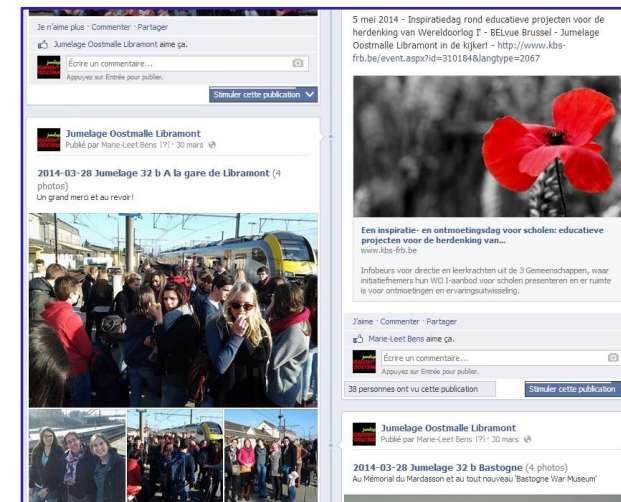 Je n'aime plus · Commenter · Partager
Jumelage Oostmalle Libramont aime ça.
Écrire un commentaire...
Appuyez sur Entrée pour publier.
Stimuler cette publication
Jumelage Oostmalle Libramont
Publié par Marie-Leet Bens [?] · 30 mars
2014-03-28 Jumelage 32 b A la gare de Libramont (4
photos)
Un grand merci et au revoir!
5 mei 2014 - Inspiratiedag rond educatieve projecten voor de
herdenking van Wereldoorlog I' - BELvue Brussel - Jumelage
Oostmalle Libramont in de kijker! - http://www.kbs-
frb.be/event.aspx?id=310184&langtype=2067
Een inspiratie- en ontmoetingsdag voor scholen: educatieve
projecten voor de herdenking van...
www.kbs-frb.be
Infobeurs voor directie en leerkrachten uit de 3 Gemeenschappen, waar
initiatiefnemers hun WO I-aanbod voor scholen presenteren en er ruimte
is voor ontmoetingen en ervaringsuitwisseling.
J'aime · Commenter · Partager
Marie-Leet Bens aime ça.
Écrire un commentaire...
Appuyez sur Entrée pour publier.
38 personnes ont vu cette publication
Stimuler cette publication
Jumelage Oostmalle Libramont
Publié par Marie-Leet Bens [?] · 30 mars
2014-03-28 Jumelage 32 b Bastogne (4 photos)
Au Mémorial du Mardasson et au tout nouveau 'Bastogne War Museum'